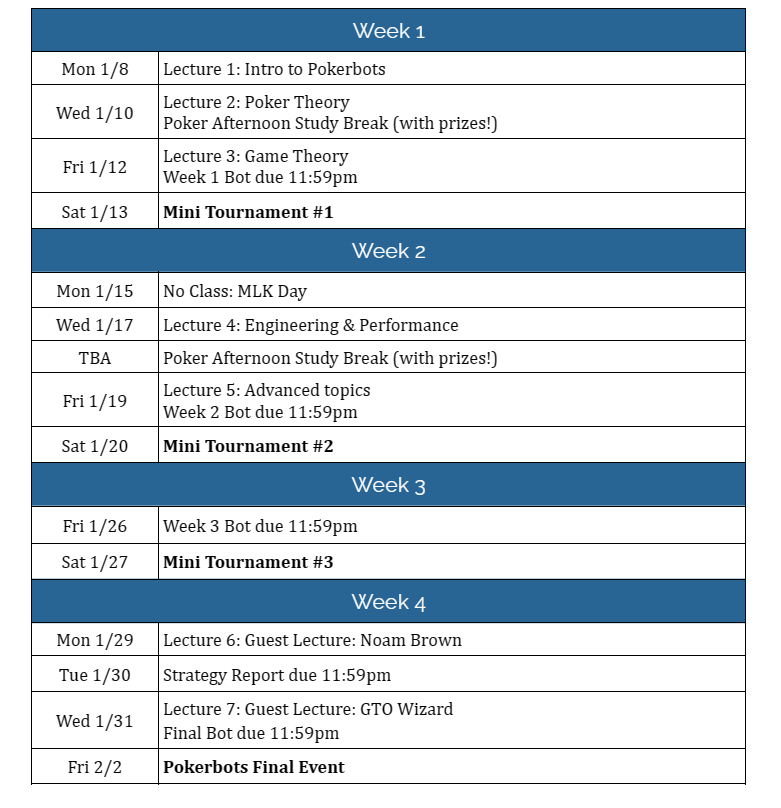 Week 1
Mon 1/8 Lecture 1: Intro to Pokerbots
Wed 1/10 Lecture 2: Poker Theory
Poker Afternoon Study Break (with prizes!)
Fri 1/12 Lecture 3: Game Theory
Week 1 Bot due 11:59pm
Sat 1/13 Mini Tournament #1
Week 2
Mon 1/15 No Class: MLK Day
Wed 1/17 Lecture 4: Engineering & Performance
TBA Poker Afternoon Study Break (with prizes!)
Fri 1/19 Lecture 5: Advanced topics
Week 2 Bot due 11:59pm
Sat 1/20 Mini Tournament #2
Week 3
Fri 1/26 Week 3 Bot due 11:59pm
Sat 1/27 Mini Tournament #3
Week 4
Mon 1/29 Lecture 6: Guest Lecture: Noam Brown
Tue 1/30 Strategy Report due 11:59pm
Wed 1/31 Lecture 7: Guest Lecture: GTO Wizard
Final Bot due 11:59pm
Fri 2/2 Pokerbots Final Event